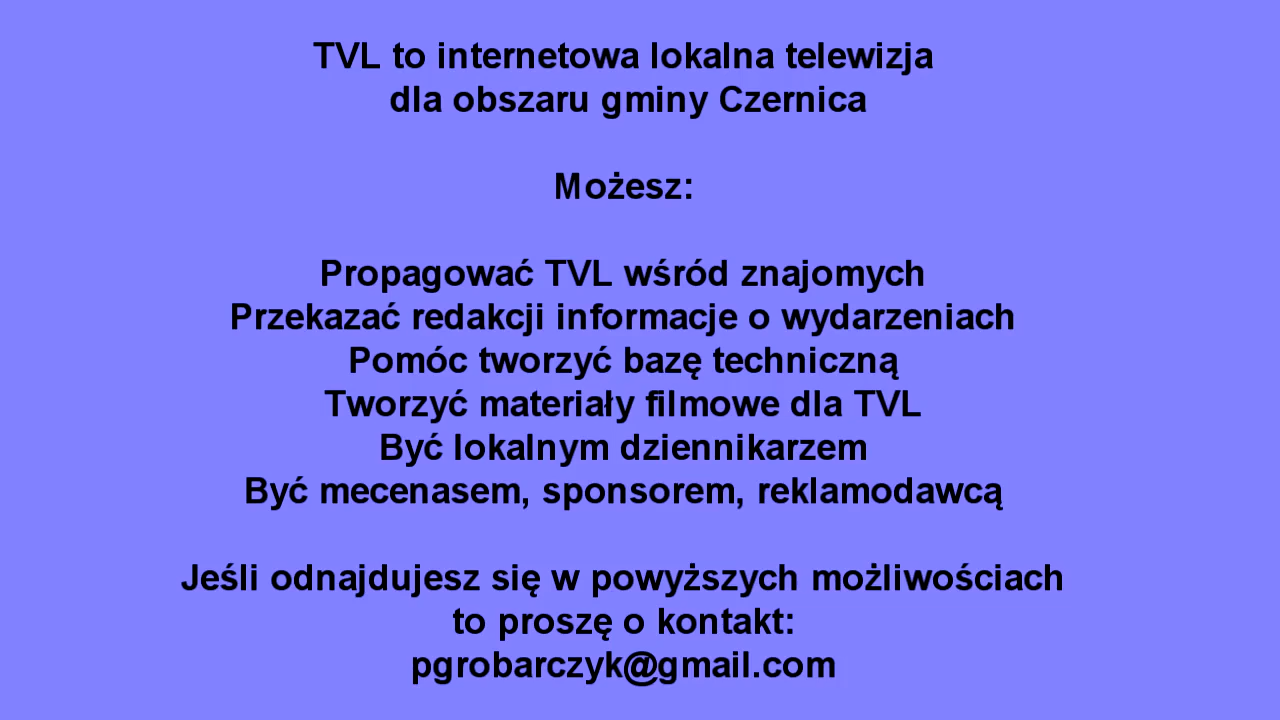 TVL to internetowa lokalna telewizja
dla obszaru gminy Czernica
Możesz:
Propagować TVL wśród znajomych
Przekazać redakcji informacje o wydarzeniach
Pomóc tworzyć bazę techniczną
Tworzyć materiały filmowe dla TVL
Być lokalnym dziennikarzem
Być mecenasem, sponsorem, reklamodawcą
Jeśli odnajdujesz się w powyższych możliwościach
to proszę o kontakt:
pgrobarczyk@gmail.com